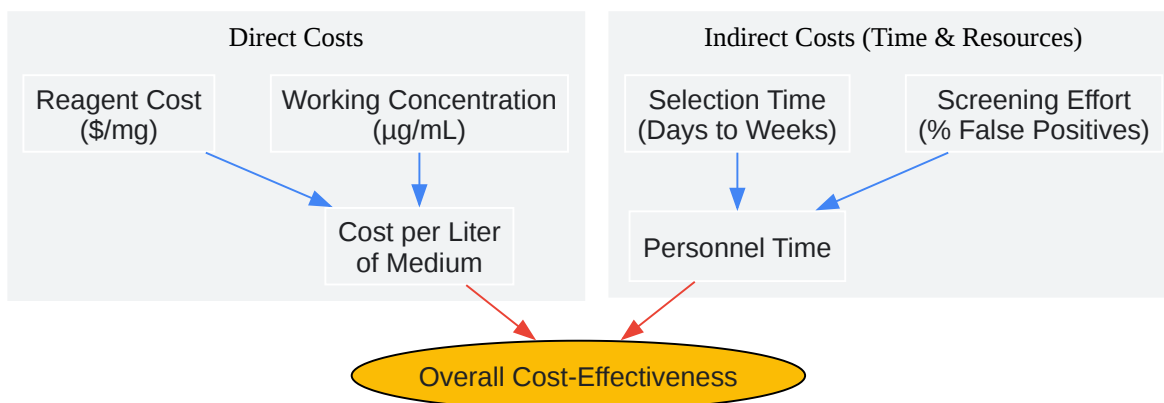 Direct Costs
Reagent Cost
($/mg)
Working Concentration
(µg/mL)
Cost per Liter
of Medium
Indirect Costs (Time & Resources)
Selection Time
(Days to Weeks)
Screening Effort
(% False Positives)
Personnel Time
Overall Cost-Effectiveness